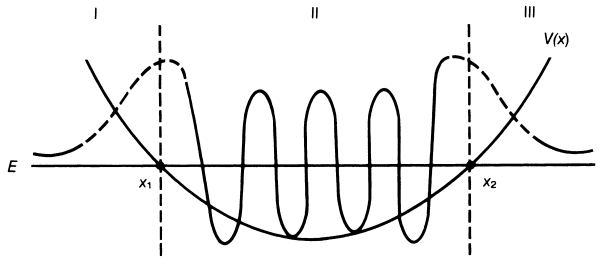 I II III
V(x)
E
x₁ x₂